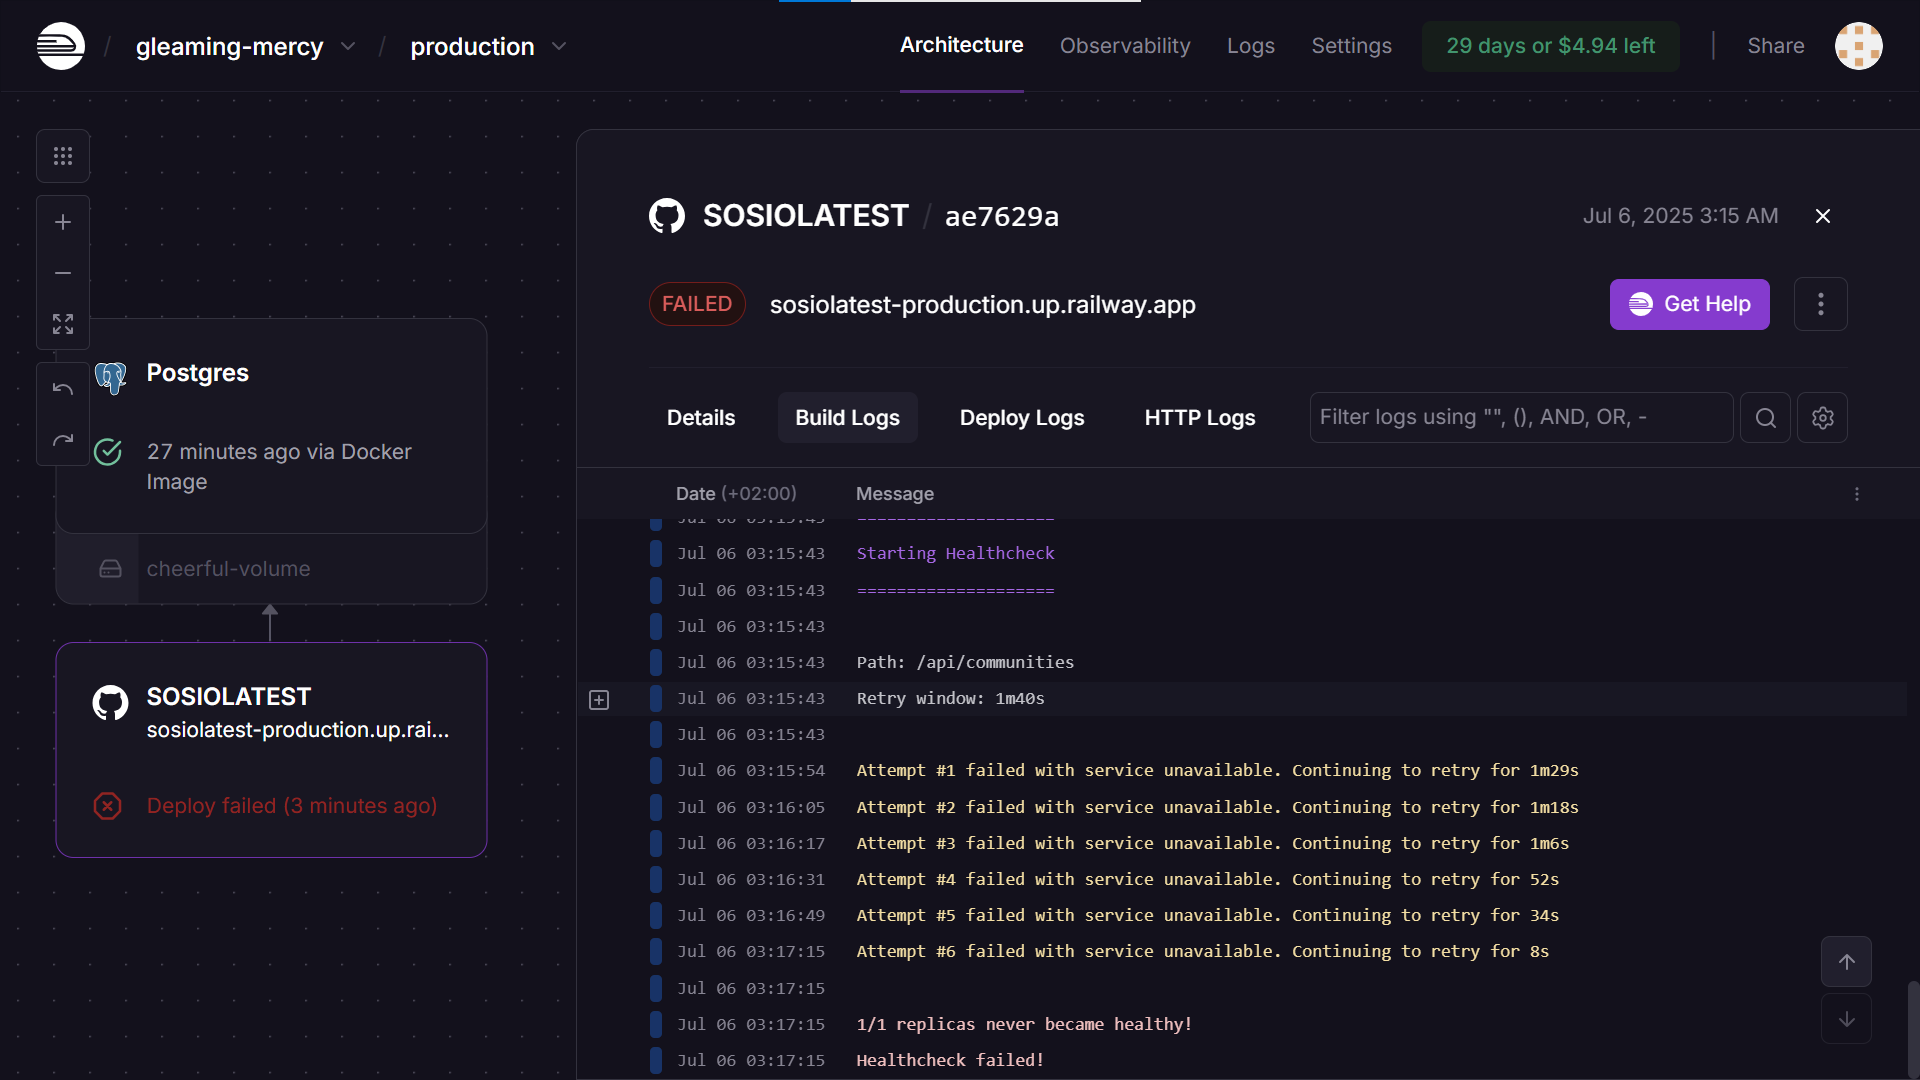 / gleaming-mercy / production
Architecture Observability Logs Settings 29 days or $4.94 left | Share
SOSIOLATEST / ae7629a Jul 6, 2025 3:15 AM
FAILED sosiolatest-production.up.railway.app Get Help
Details Build Logs Deploy Logs HTTP Logs Filter logs using "", (), AND, OR, -
Date (+02:00) Message
Jul 06 03:15:43 ====================
Jul 06 03:15:43 Starting Healthcheck
Jul 06 03:15:43 ====================
Jul 06 03:15:43
Jul 06 03:15:43 Path: /api/communities
Jul 06 03:15:43 Retry window: 1m40s
Jul 06 03:15:43
Jul 06 03:15:54 Attempt #1 failed with service unavailable. Continuing to retry for 1m29s
Jul 06 03:16:05 Attempt #2 failed with service unavailable. Continuing to retry for 1m18s
Jul 06 03:16:17 Attempt #3 failed with service unavailable. Continuing to retry for 1m6s
Jul 06 03:16:31 Attempt #4 failed with service unavailable. Continuing to retry for 52s
Jul 06 03:16:49 Attempt #5 failed with service unavailable. Continuing to retry for 34s
Jul 06 03:17:15 Attempt #6 failed with service unavailable. Continuing to retry for 8s
Jul 06 03:17:15
Jul 06 03:17:15 1/1 replicas never became healthy!
Jul 06 03:17:15 Healthcheck failed!
Postgres
27 minutes ago via Docker
Image
cheerful-volume
SOSIOLATEST
sosiolatest-production.up.rai...
Deploy failed (3 minutes ago)